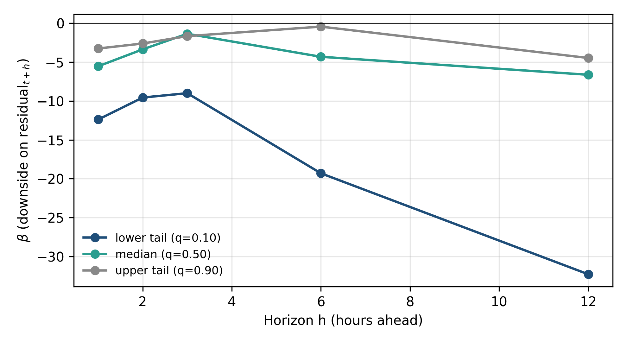 0
−5
−10
−15
−20
−25
−30
β (downside on residual_{t+h})
lower tail (q=0.10)
median (q=0.50)
upper tail (q=0.90)
2
4
6
8
10
12
Horizon h (hours ahead)